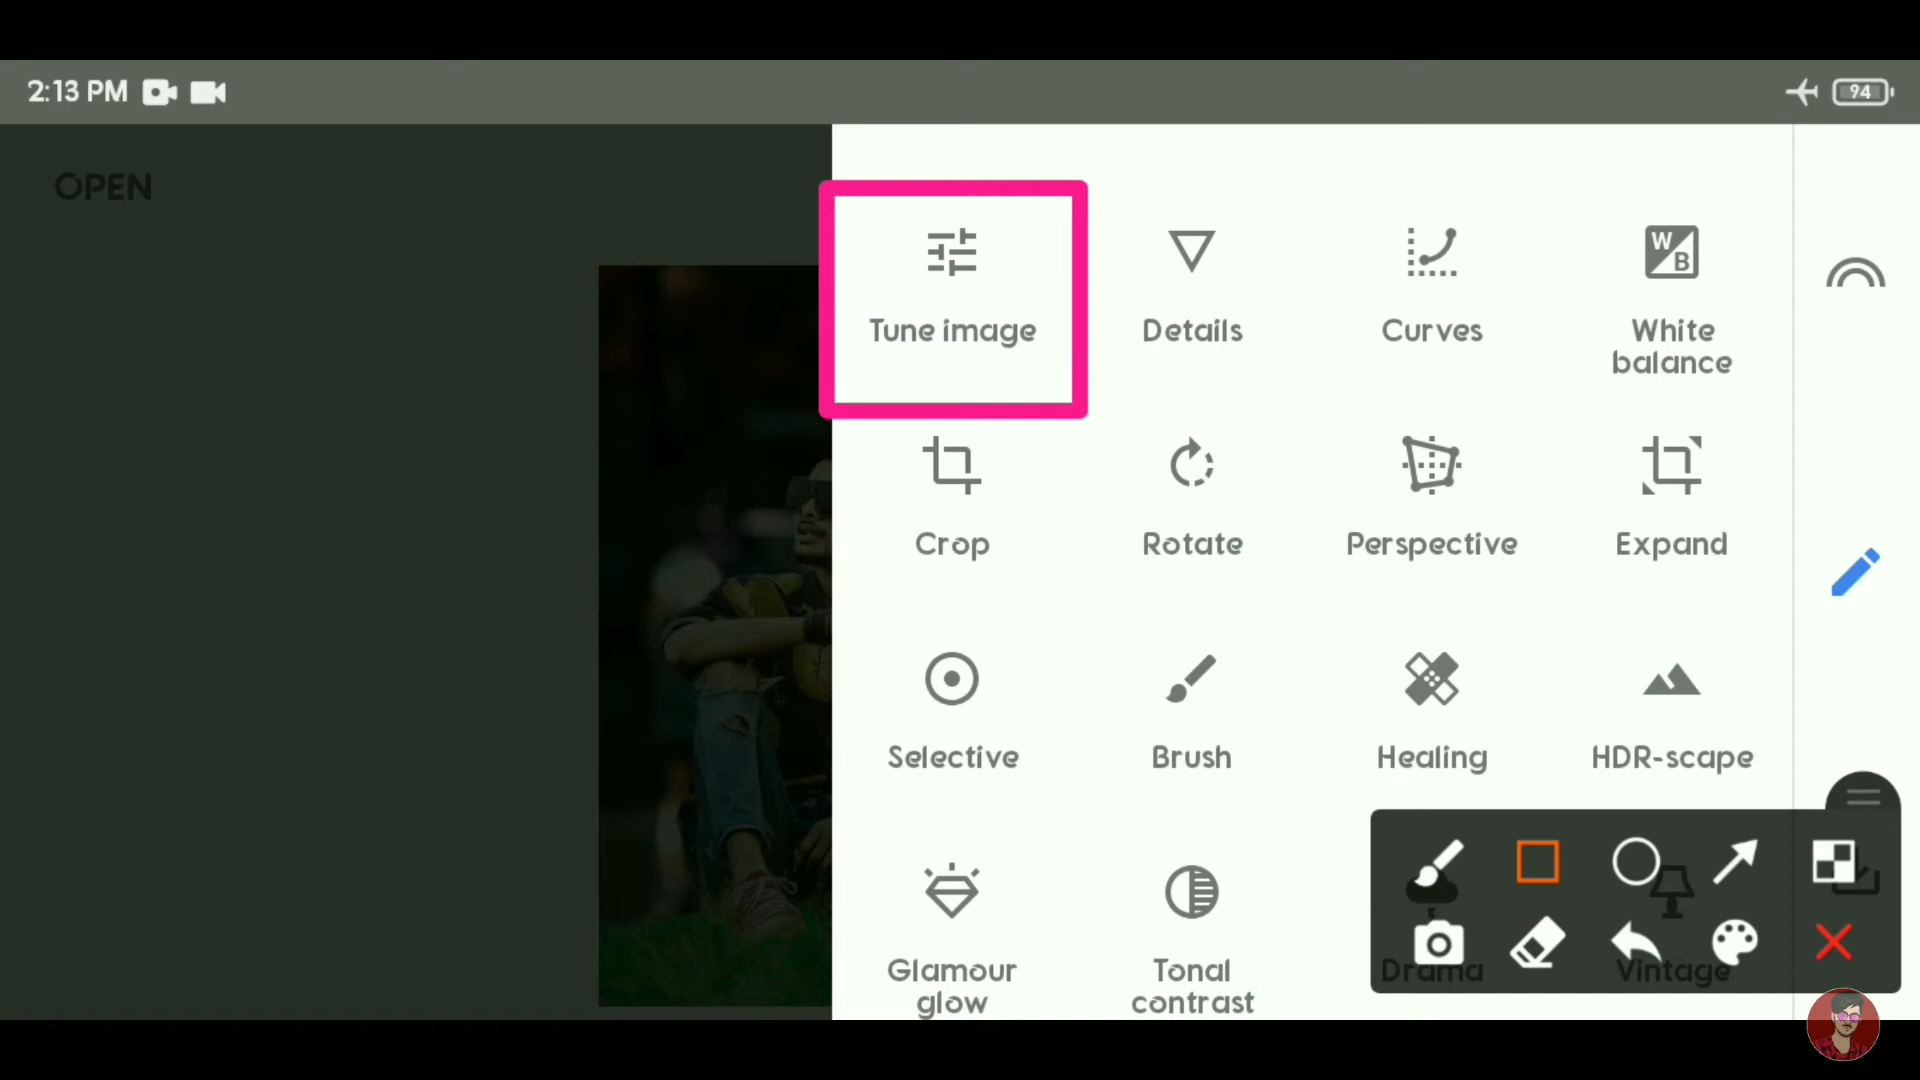 2:13 PM
94
OPEN
Tune image
Details
Curves
W
B
White
balance
Crop
Rotate
Perspective
Expand
Selective
Brush
Healing
HDR-scape
Glamour
glow
Tonal
contrast
Drama
Vintage